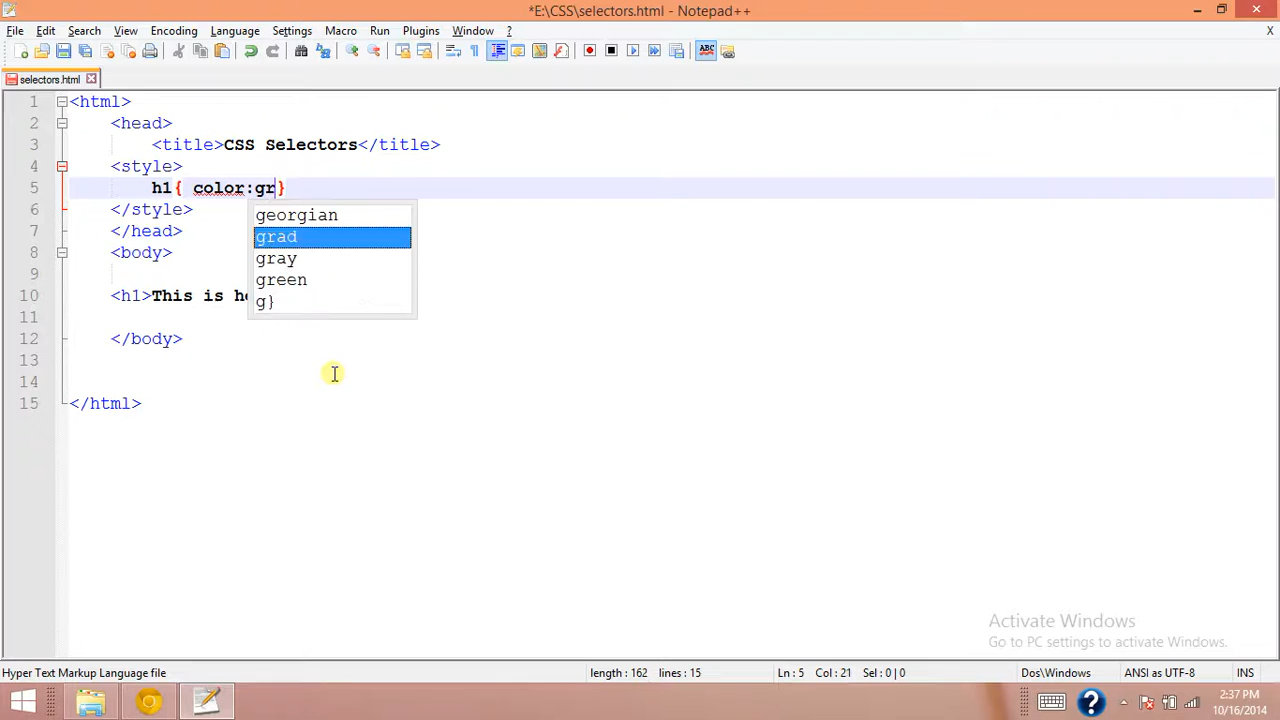 *E:\CSS\selectors.html - Notepad++
File Edit Search View Encoding Language Settings Macro Run Plugins Window ? X
ABC
selectors.html
1 <html>
2 <head>
3 <title>CSS Selectors</title>
4 <style>
5 h1{ color:gr}
6 </style>
georgian
7 </head>
grad
8 <body>
gray
9
green
10 <h1>This is he
g}
11
12 </body>
13
14
15 </html>
Activate Windows
Go to PC settings to activate Windows.
Hyper Text Markup Language file length : 162 lines : 15 Ln : 5 Col : 21 Sel : 0 | 0 Dos\Windows ANSI as UTF-8 INS
2:37 PM
10/16/2014